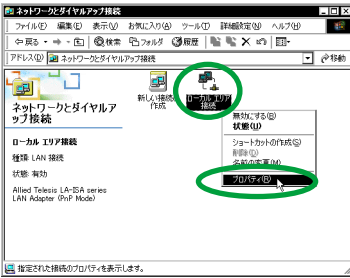 ネットワークとダイヤルアップ接続
ファイル(F) 編集(E) 表示(V) お気に入り(A) ツール(T) 詳細設定(N) ヘルプ(H)
戻る 検索 フォルダ 履歴
アドレス(D) ネットワークとダイヤルアップ接続 移動
ネットワークとダイヤルア
ップ接続
ローカル エリア接続
種類: LAN 接続
状態: 有効
Allied Telesis LA-ISA series
LAN Adapter (PnP Mode)
新しい接続の
作成
ローカル エリア
接続
無効にする(B)
状態(U)
ショートカットの作成(S)
削除(D)
名前の変更(M)
プロパティ(R)
指定された接続のプロパティを表示します。